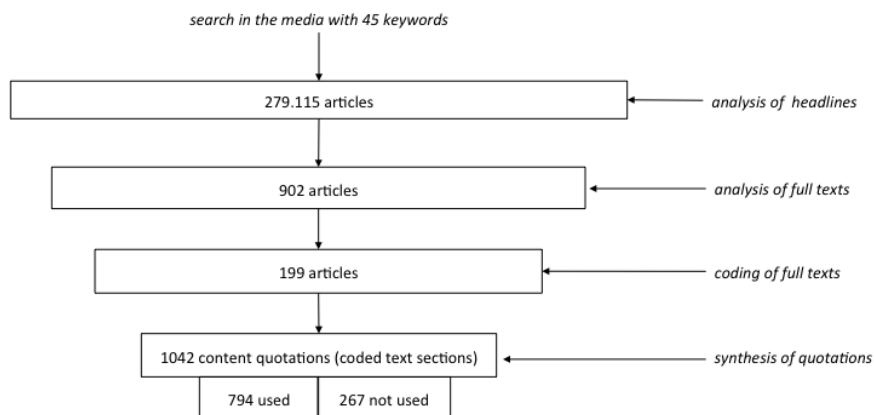 search in the media with 45 keywords
279.115 articles
analysis of headlines
902 articles
analysis of full texts
199 articles
coding of full texts
1042 content quotations (coded text sections)
synthesis of quotations
794 used
267 not used